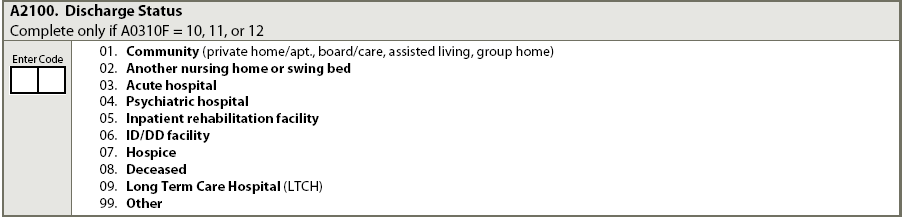 A2100. Discharge Status
Complete only if A0310F = 10, 11, or 12
Enter Code
01. Community (private home/apt., board/care, assisted living, group home)
02. Another nursing home or swing bed
03. Acute hospital
04. Psychiatric hospital
05. Inpatient rehabilitation facility
06. ID/DD facility
07. Hospice
08. Deceased
09. Long Term Care Hospital (LTCH)
99. Other